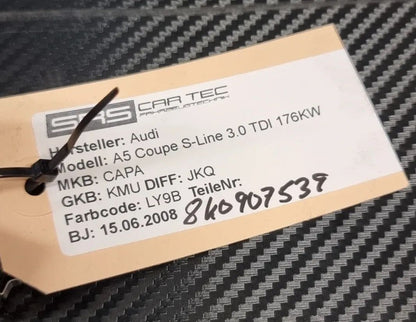 SRS CAR TEC
FAHRZEUGTECHNIK
Hersteller: Audi
Modell: A5 Coupe S-Line 3.0 TDI 176KW
MKB: CAPA
GKB: KMU DIFF: JKQ
Farbcode: LY9B TeileNr:
BJ: 15.06.2008 8K0907539